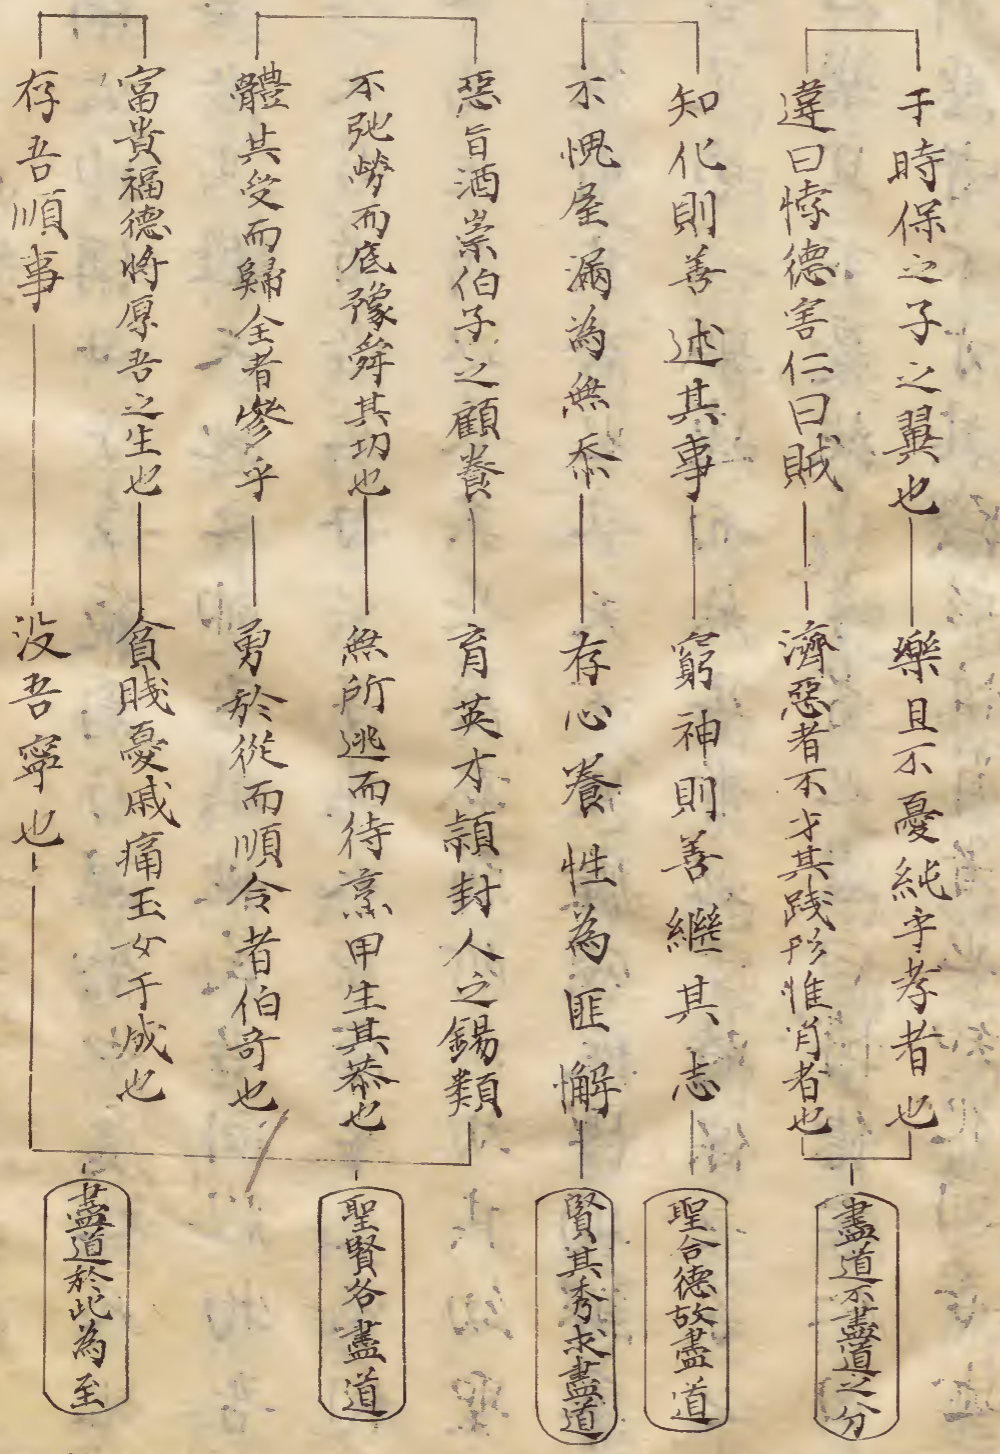 于時保之子之翼也 樂且不憂純乎孝者也
違曰悖德害仁曰賊 濟惡者不才其踐形惟肖者也
盡道不盡道之分
知化則善述其事 窮神則善繼其志
聖合德故盡道
不愧屋漏為無忝 存心養性為匪懈
賢其秀求盡道
惡旨酒崇伯子之顧養 育英才頴封人之錫類
不弛勞而底豫舜其功也 無所逃而待烹申生其恭也
體其受而歸全者參乎 勇於從而順令者伯奇也
聖賢各盡道
富貴福德將厚吾之生也 貧賤憂戚庸玉女于成也
存吾順事 没吾寧也
盡道於此為至